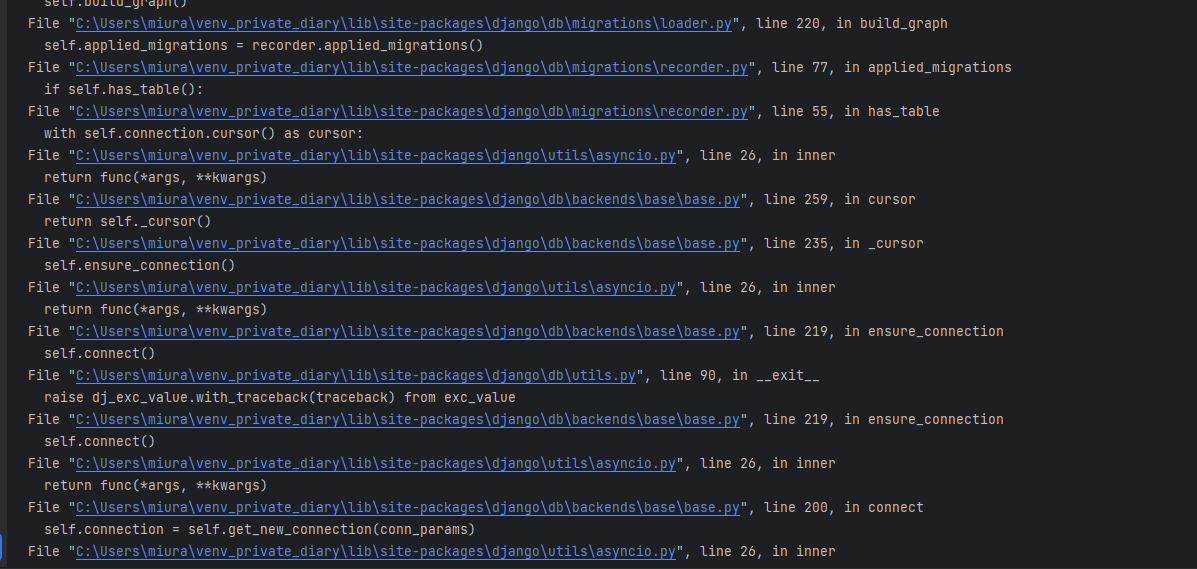 self.build_graph()
File "C:\Users\miura\venv_private_diary\lib\site-packages\django\db\migrations\loader.py", line 220, in build_graph
self.applied_migrations = recorder.applied_migrations()
File "C:\Users\miura\venv_private_diary\lib\site-packages\django\db\migrations\recorder.py", line 77, in applied_migrations
if self.has_table():
File "C:\Users\miura\venv_private_diary\lib\site-packages\django\db\migrations\recorder.py", line 55, in has_table
with self.connection.cursor() as cursor:
File "C:\Users\miura\venv_private_diary\lib\site-packages\django\utils\asyncio.py", line 26, in inner
return func(*args, **kwargs)
File "C:\Users\miura\venv_private_diary\lib\site-packages\django\db\backends\base\base.py", line 259, in cursor
return self._cursor()
File "C:\Users\miura\venv_private_diary\lib\site-packages\django\db\backends\base\base.py", line 235, in _cursor
self.ensure_connection()
File "C:\Users\miura\venv_private_diary\lib\site-packages\django\utils\asyncio.py", line 26, in inner
return func(*args, **kwargs)
File "C:\Users\miura\venv_private_diary\lib\site-packages\django\db\backends\base\base.py", line 219, in ensure_connection
self.connect()
File "C:\Users\miura\venv_private_diary\lib\site-packages\django\db\utils.py", line 90, in __exit__
raise dj_exc_value.with_traceback(traceback) from exc_value
File "C:\Users\miura\venv_private_diary\lib\site-packages\django\db\backends\base\base.py", line 219, in ensure_connection
self.connect()
File "C:\Users\miura\venv_private_diary\lib\site-packages\django\utils\asyncio.py", line 26, in inner
return func(*args, **kwargs)
File "C:\Users\miura\venv_private_diary\lib\site-packages\django\db\backends\base\base.py", line 200, in connect
self.connection = self.get_new_connection(conn_params)
File "C:\Users\miura\venv_private_diary\lib\site-packages\django\utils\asyncio.py", line 26, in inner